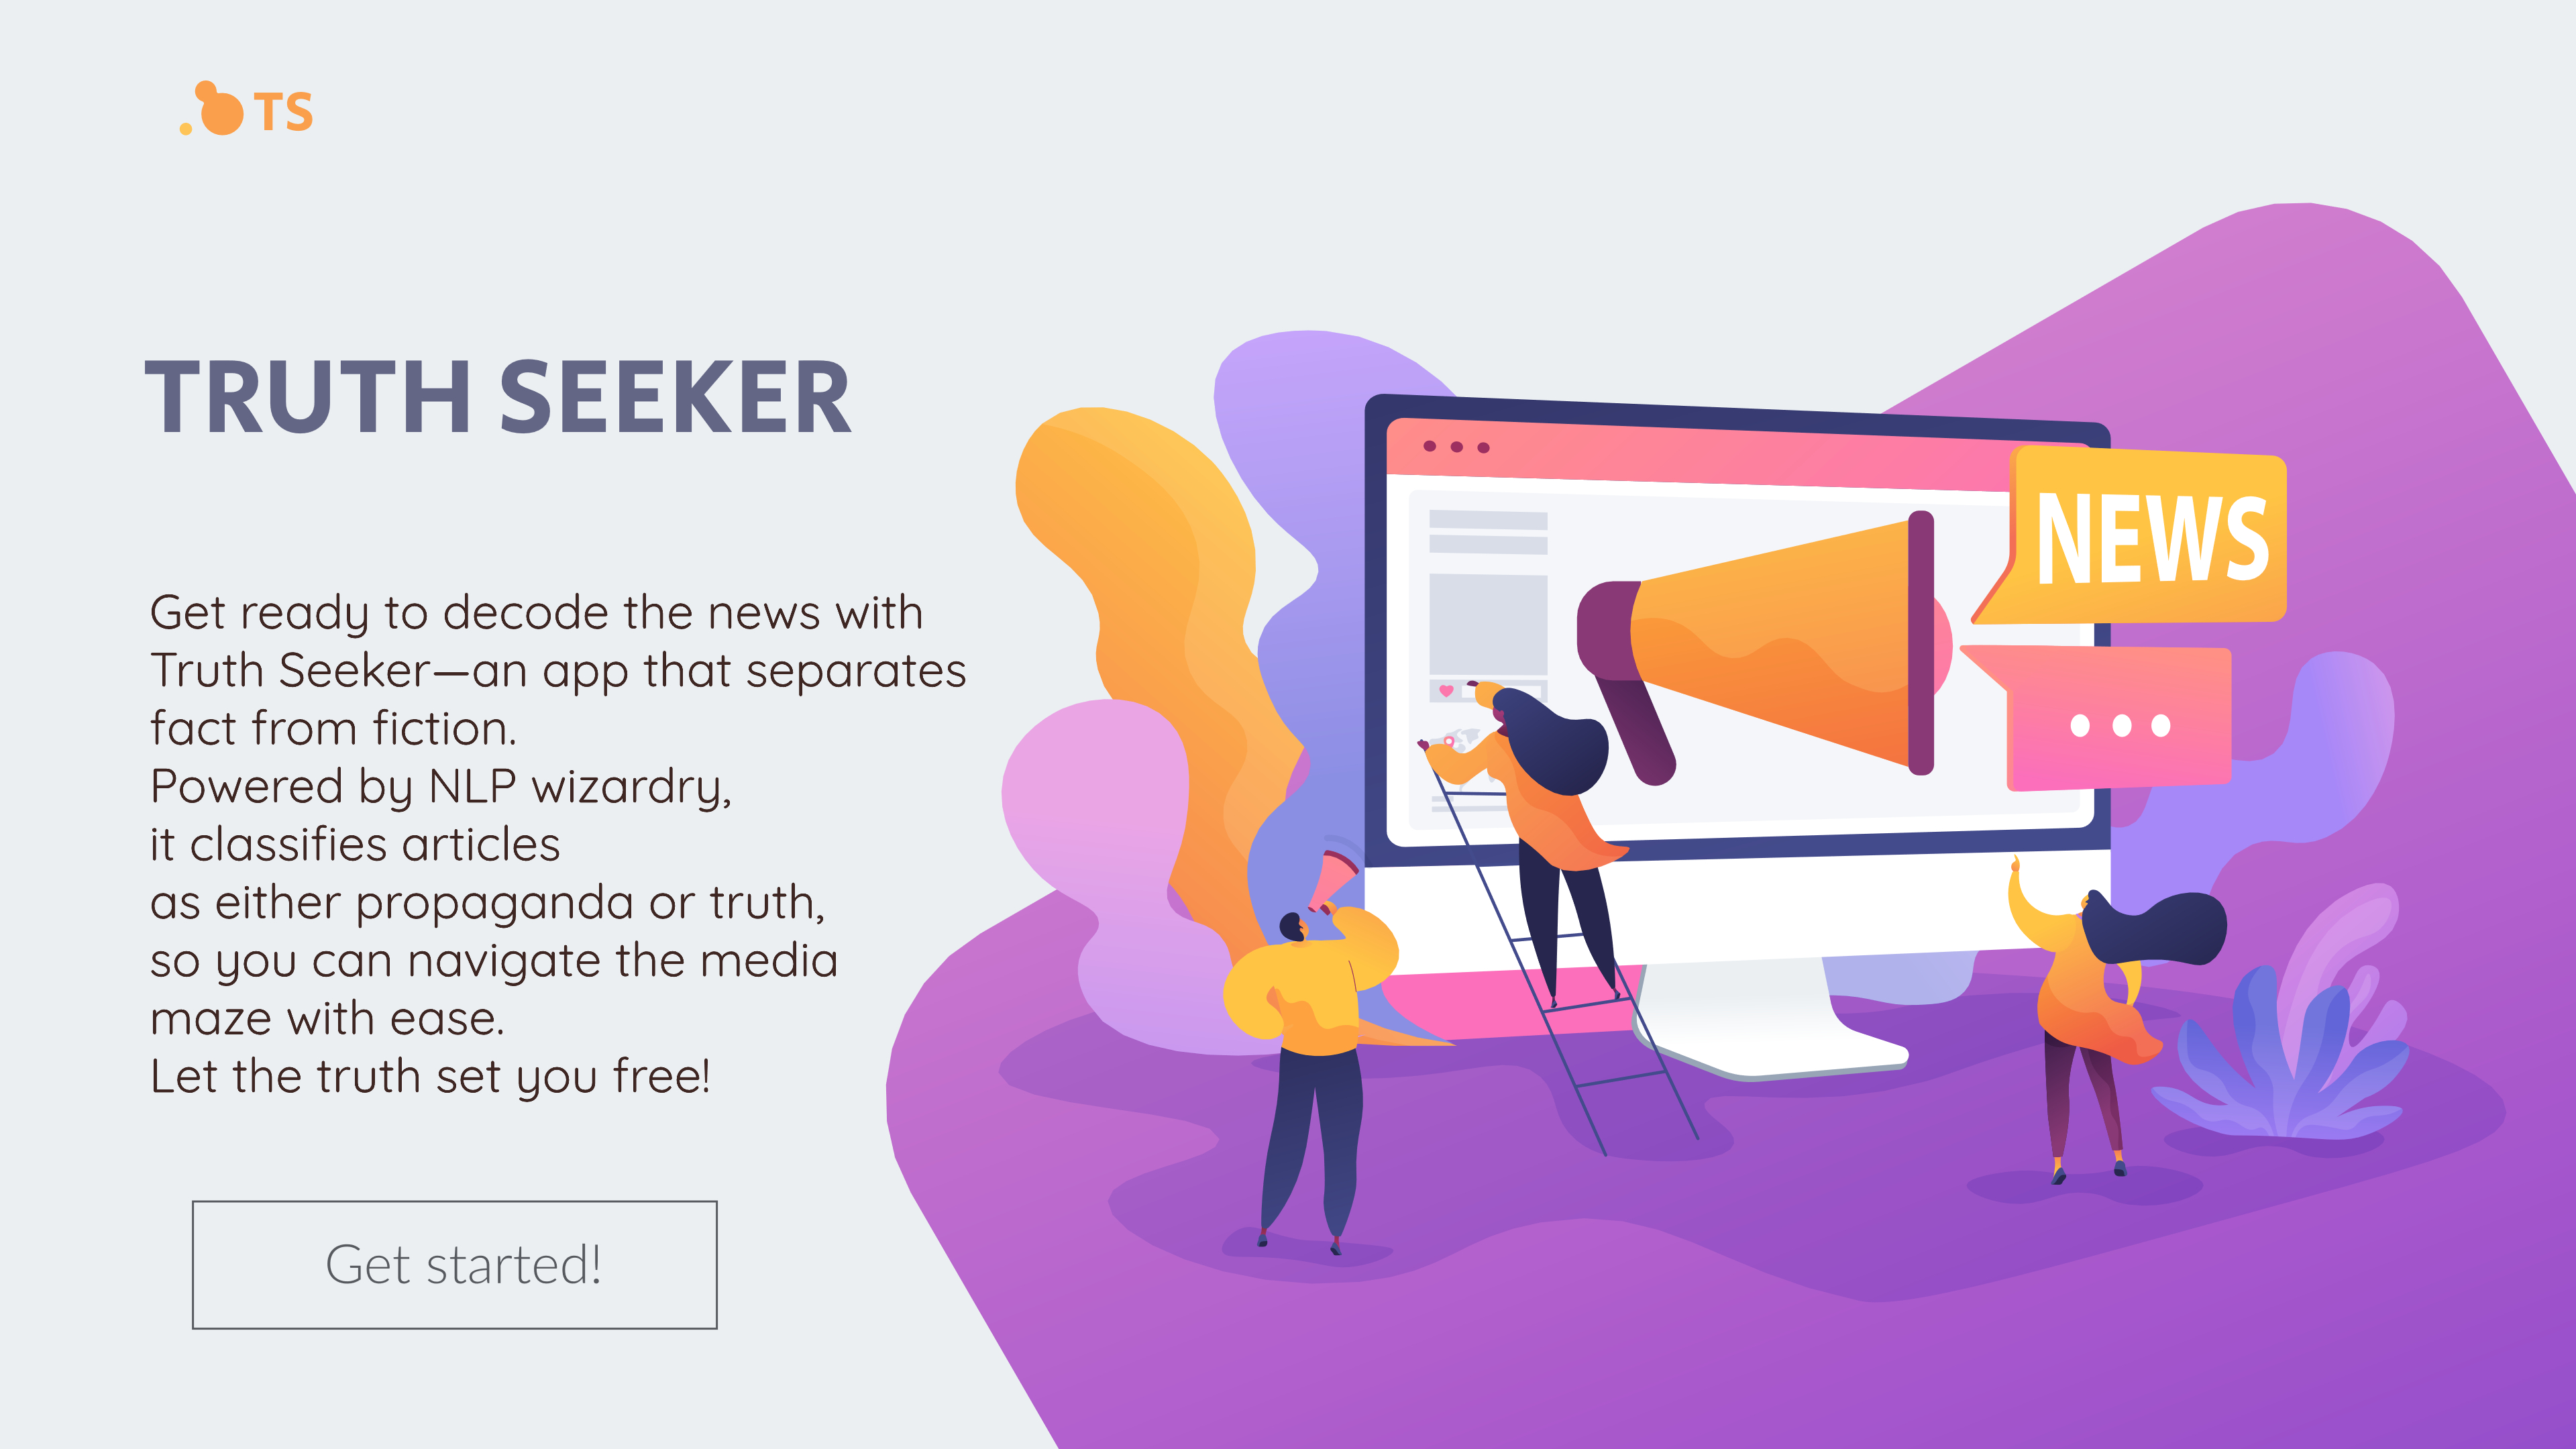 TS
TRUTH SEEKER
Get ready to decode the news with
Truth Seeker—an app that separates
fact from fiction.
Powered by NLP wizardry,
it classifies articles
as either propaganda or truth,
so you can navigate the media
maze with ease.
Let the truth set you free!
Get started!
NEWS